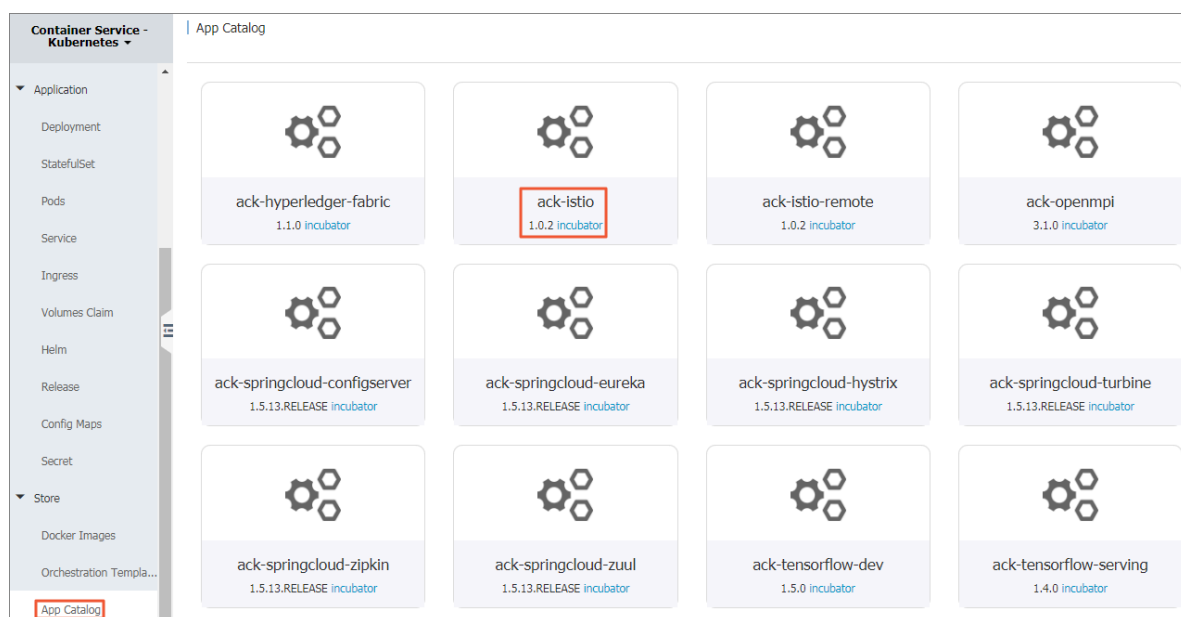 Container Service -
Kubernetes
Application
Deployment
StatefulSet
Pods
Service
Ingress
Volumes Claim
Helm
Release
Config Maps
Secret
Store
Docker Images
Orchestration Templa...
App Catalog
App Catalog
ack-hyperledger-fabric
1.1.0 incubator
ack-istio
1.0.2 incubator
ack-istio-remote
1.0.2 incubator
ack-openmpi
3.1.0 incubator
ack-springcloud-configserver
1.5.13.RELEASE incubator
ack-springcloud-eureka
1.5.13.RELEASE incubator
ack-springcloud-hystrix
1.5.13.RELEASE incubator
ack-springcloud-turbine
1.5.13.RELEASE incubator
ack-springcloud-zipkin
1.5.13.RELEASE incubator
ack-springcloud-zuul
1.5.13.RELEASE incubator
ack-tensorflow-dev
1.5.0 incubator
ack-tensorflow-serving
1.4.0 incubator